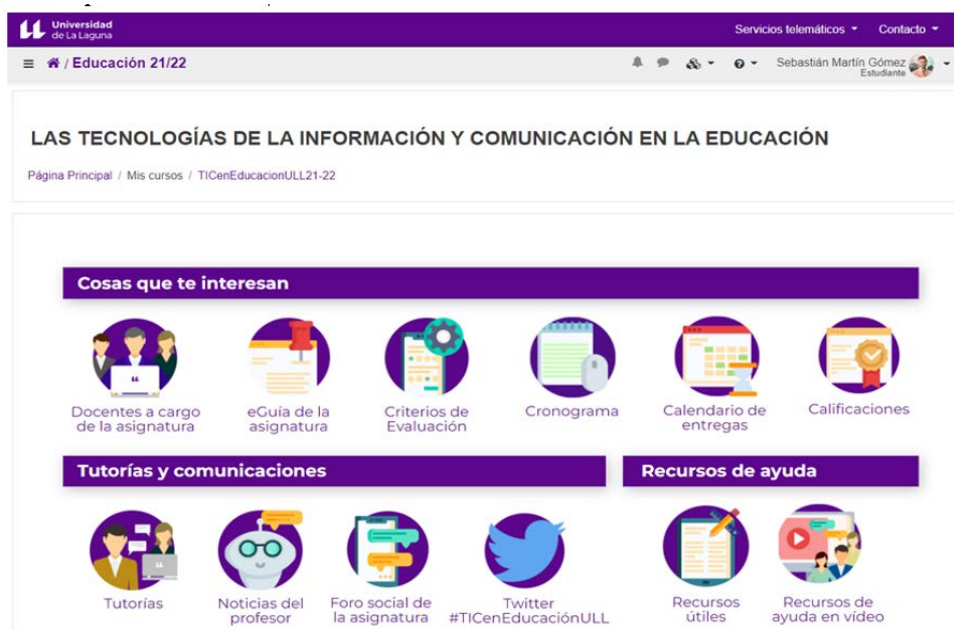 Universidad
de La Laguna
Servicios telemáticos
Contacto
/ Educación 21/22
Sebastián Martín Gómez
Estudiante
LAS TECNOLOGÍAS DE LA INFORMACIÓN Y COMUNICACIÓN EN LA EDUCACIÓN
Página Principal / Mis cursos / TICenEducacionULL21-22
Cosas que te interesan
Docentes a cargo
de la asignatura
eGuía de la
asignatura
Criterios de
Evaluación
Cronograma
Calendario de
entregas
Calificaciones
Tutorías y comunicaciones
Tutorías
Noticias del
profesor
Foro social de
la asignatura
Twitter
#TICenEducaciónULL
Recursos de ayuda
Recursos
útiles
Recursos de
ayuda en vídeo